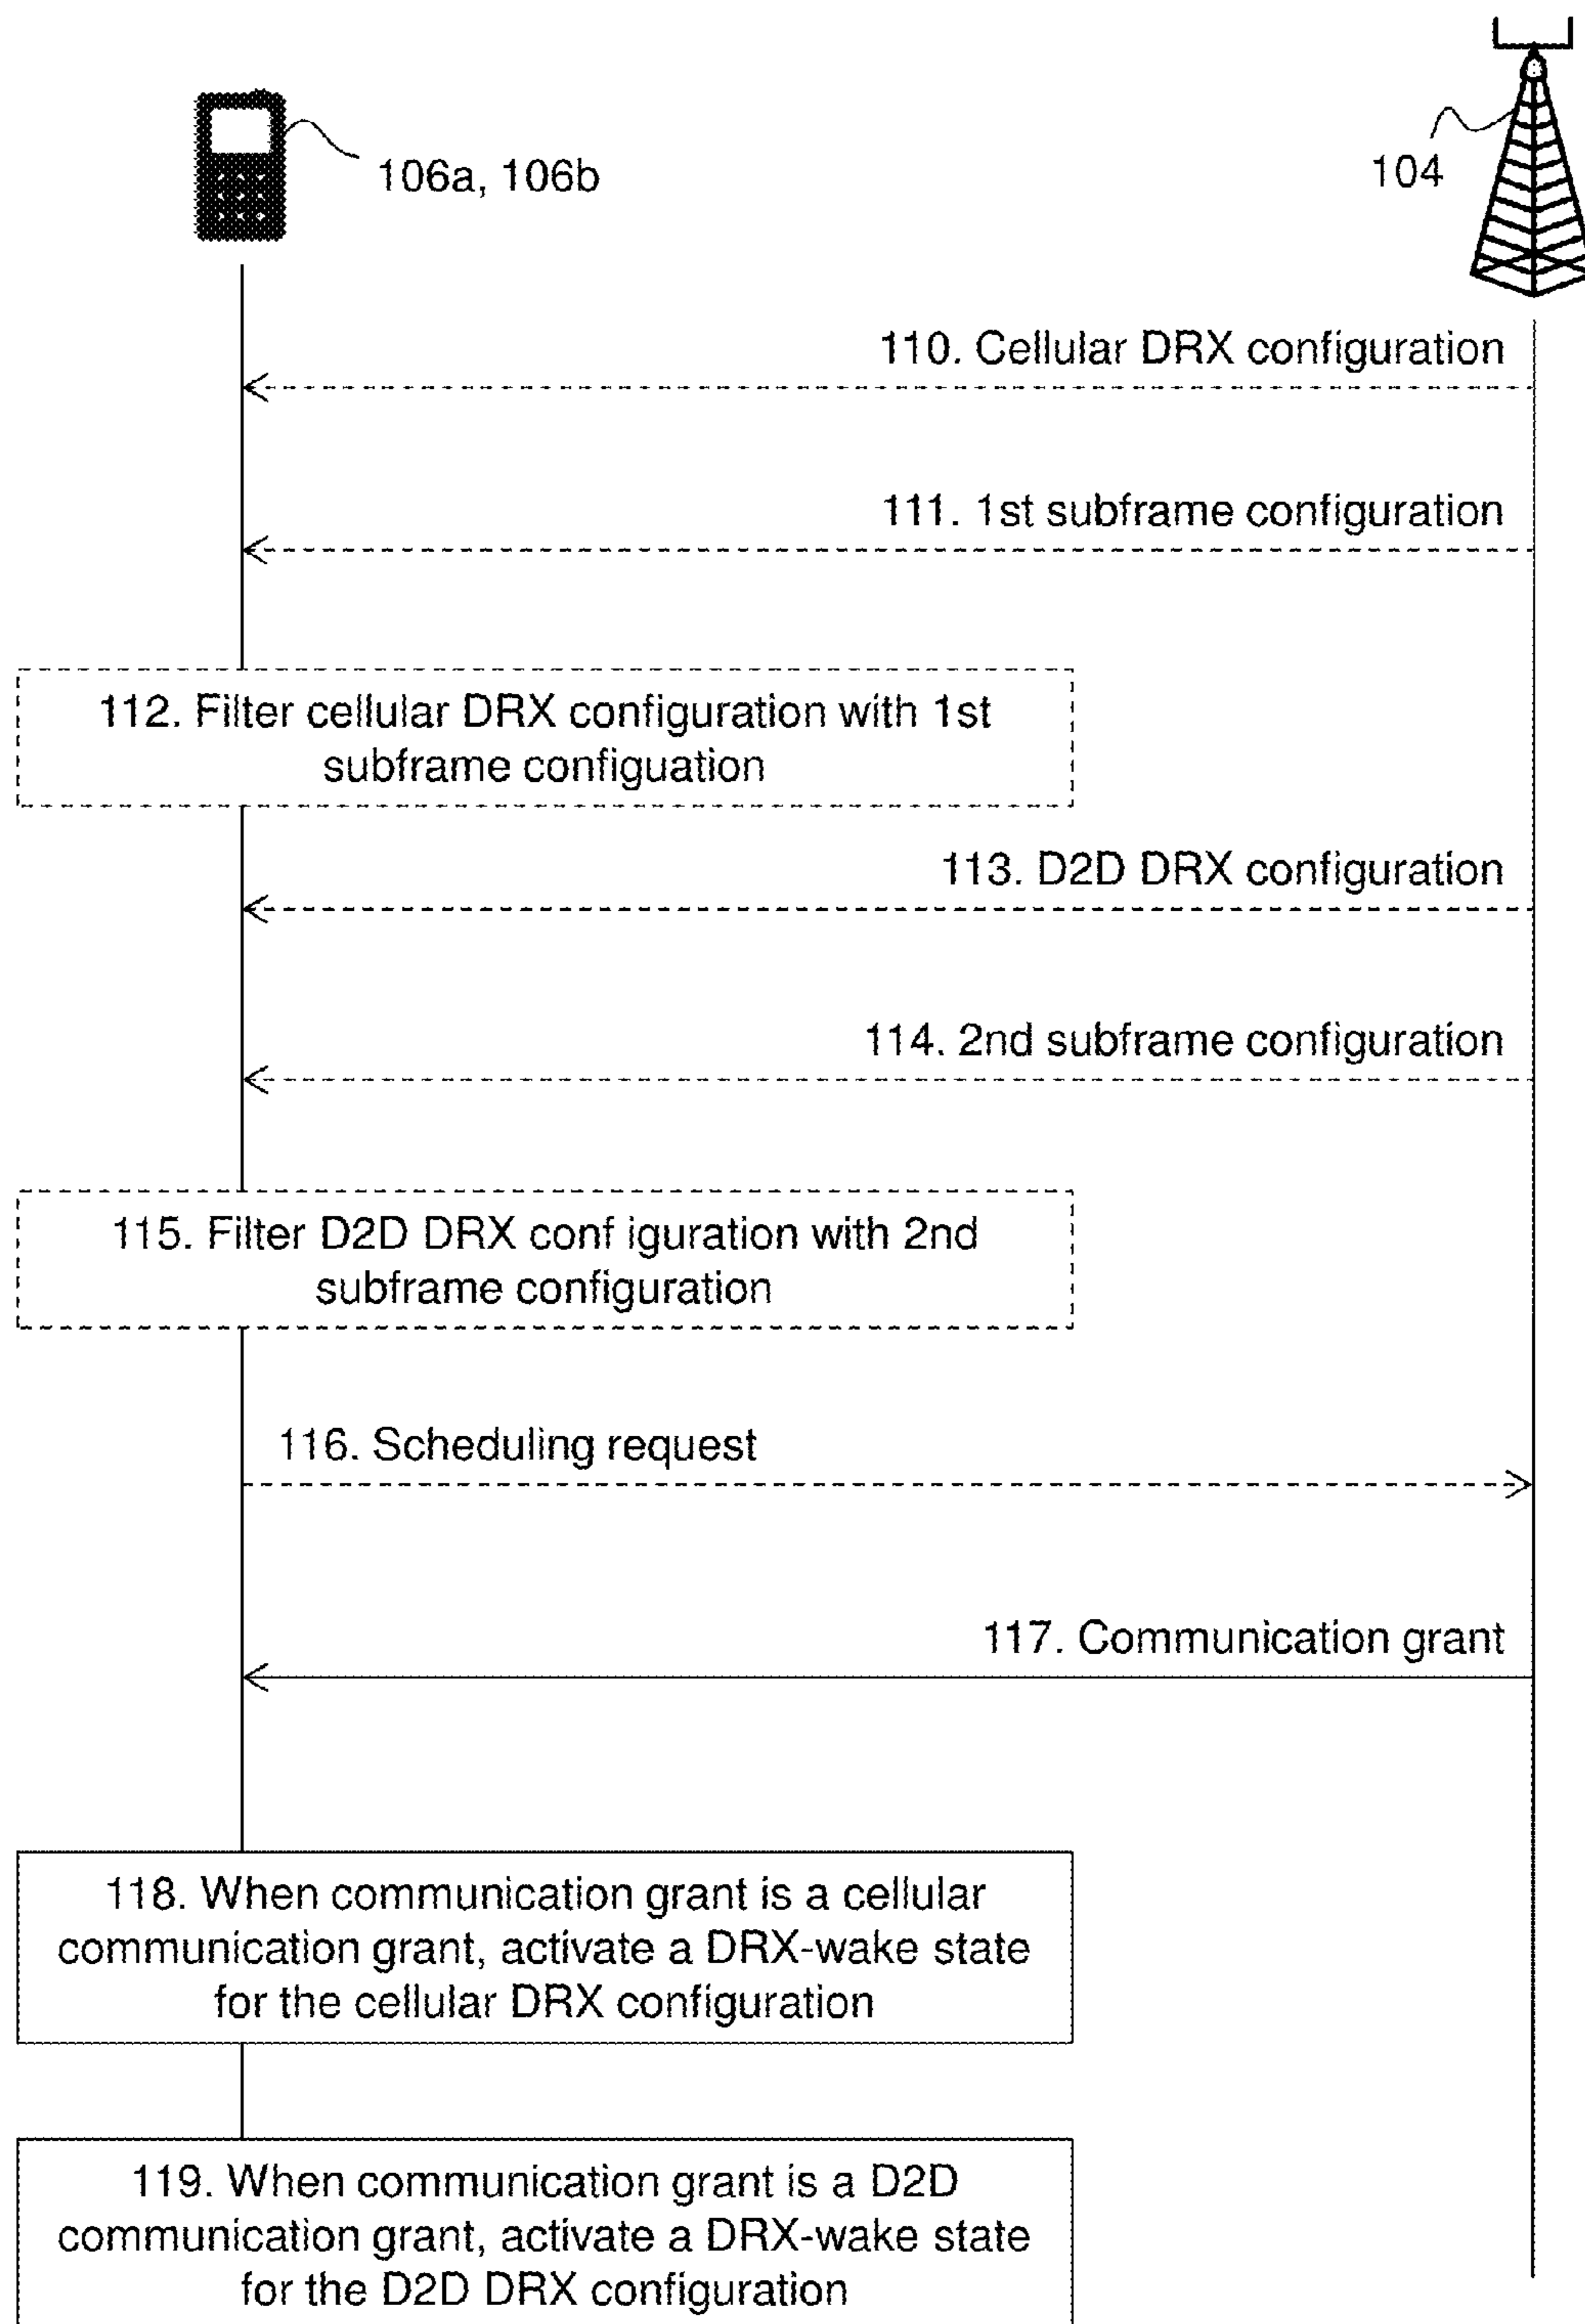 106a, 106b
104
110. Cellular DRX configuration
111. 1st subframe configuration
112. Filter cellular DRX configuration with 1st
subframe configuation
113. D2D DRX configuration
114. 2nd subframe configuration
115. Filter D2D DRX conf iguration with 2nd
subframe configuration
116. Scheduling request
117. Communication grant
118. When communication grant is a cellular
communication grant, activate a DRX-wake state
for the cellular DRX configuration
119. When communication grant is a D2D
communication grant, activate a DRX-wake state
for the D2D DRX configuration